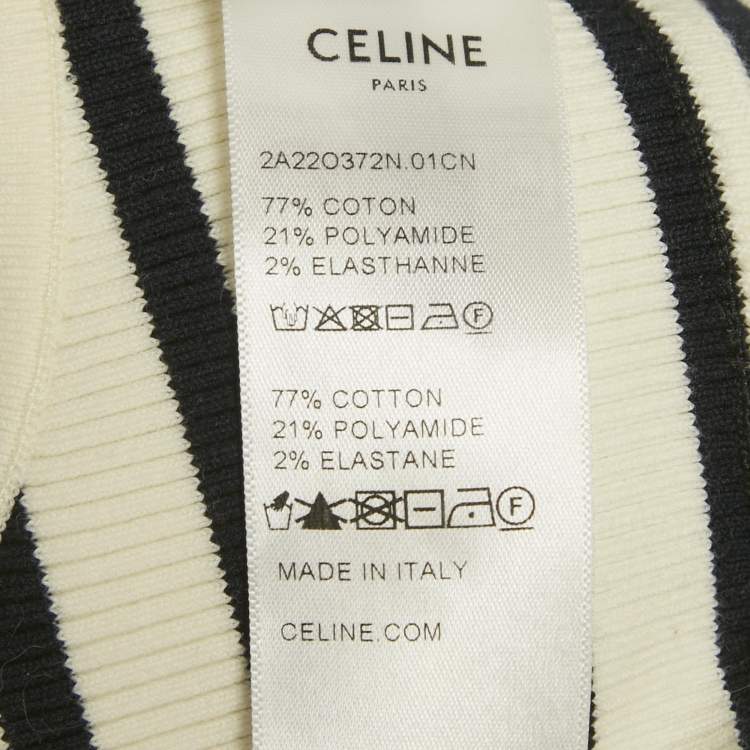 CELINE
PARIS
2A22O372N.01CN
77% COTON
21% POLYAMIDE
2% ELASTHANNE
F
77% COTTON
21% POLYAMIDE
2% ELASTANE
F
MADE IN ITALY
CELINE.COM